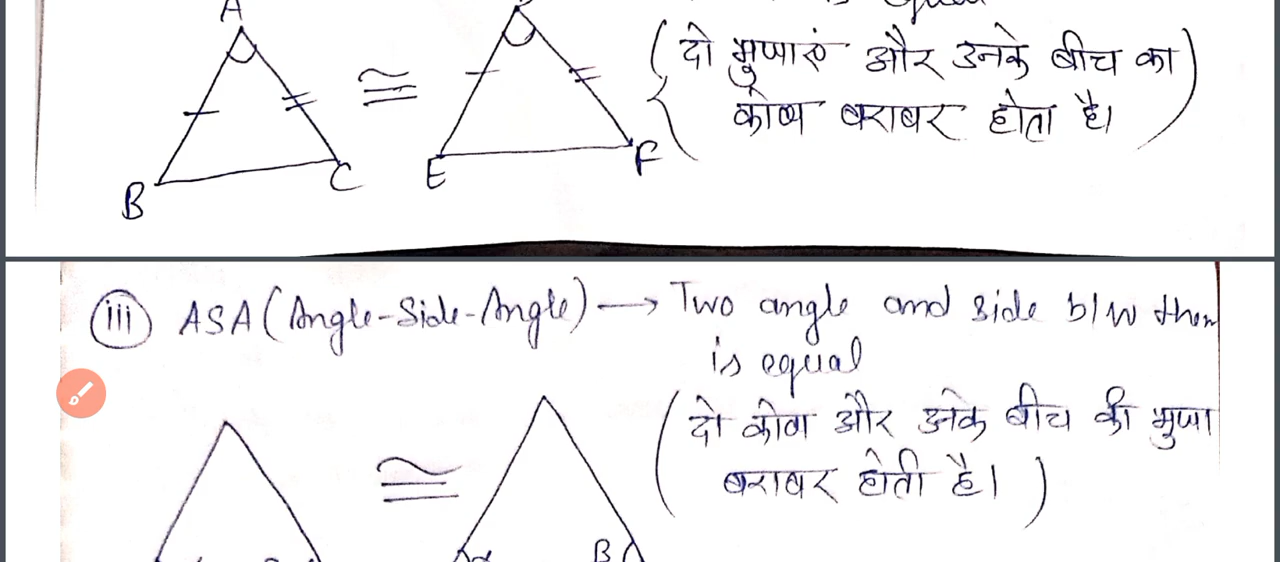 A
(दो भुजाएं और उनके बीच का
कोण बराबर होता है।)
≅
B
C
E
F
(iii) ASA (Angle-Side-Angle) → Two angle and side b/w them
is equal
(दो कोण और उनके बीच की भुजा
बराबर होती है।)
≅
α
β